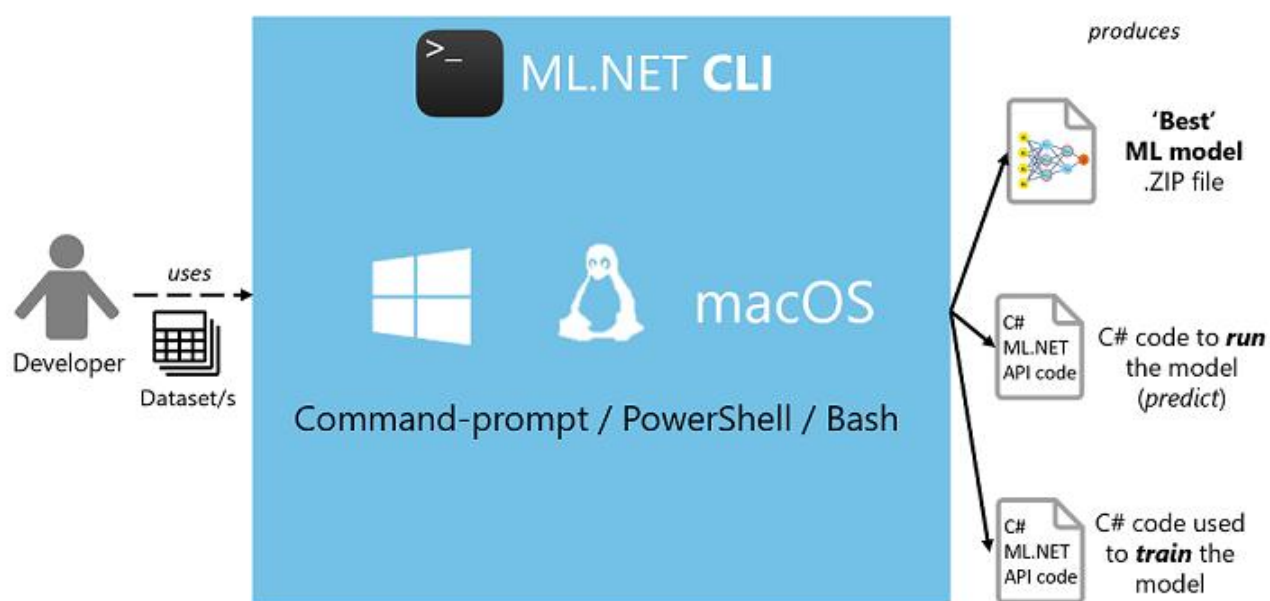 produces
>_ ML.NET CLI
'Best'
ML model
.ZIP file
uses
Developer
Dataset/s
macOS
Command-prompt / PowerShell / Bash
C#
ML.NET
API code
C# code to run
the model
(predict)
C#
ML.NET
API code
C# code used
to train the
model